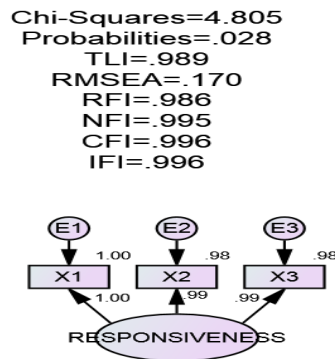 Chi-Squares=4.805
Probabilities=.028
TLI=.989
RMSEA=.170
RFI=.986
NFI=.995
CFI=.996
IFI=.996
E1 E2 E3
1.00 .98 .98
X1 X2 X3
1.00 .99 .99
RESPONSIVENESS